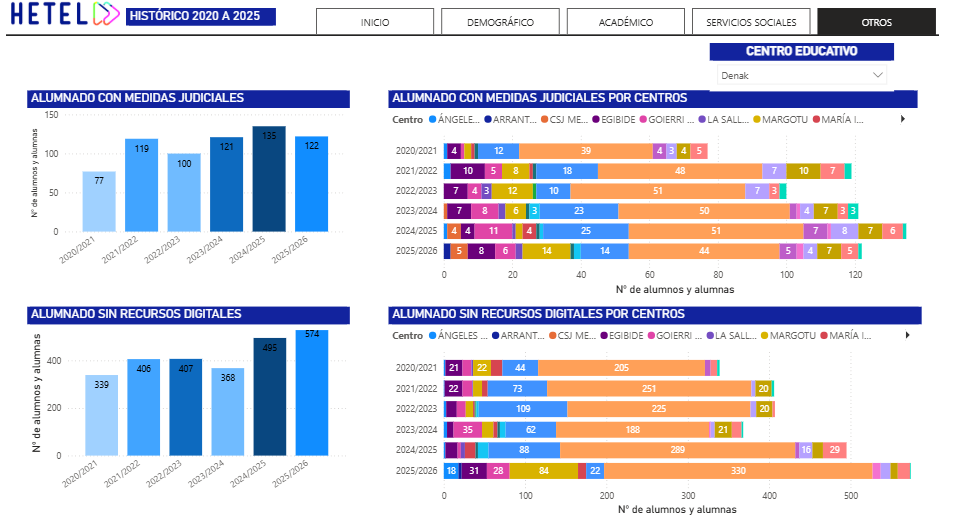 HETEL
HISTÓRICO 2020 A 2025
INICIO
DEMOGRÁFICO
ACADÉMICO
SERVICIOS SOCIALES
OTROS
CENTRO EDUCATIVO
Denak
ALUMNADO CON MEDIDAS JUDICIALES
Nº de alumnos y alumnas
150
100
50
0
77
119
100
121
135
122
2020/2021
2021/2022
2022/2023
2023/2024
2024/2025
2025/2026
ALUMNADO CON MEDIDAS JUDICIALES POR CENTROS
Centro ÁNGELE... ARRANT... CSJ ME... EGIBIDE GOIERRI ... LA SALL... MARGOTU MARÍA I...
2020/2021 4 12 39 4 3 4 5
2021/2022 10 5 8 18 48 7 10 7
2022/2023 7 4 3 12 10 51 7 3
2023/2024 7 8 6 3 23 50 4 7 3 3
2024/2025 4 4 11 4 25 51 7 8 7 6
2025/2026 5 8 6 14 14 44 5 4 7 5
0 20 40 60 80 100 120
Nº de alumnos y alumnas
ALUMNADO SIN RECURSOS DIGITALES
Nº de alumnos y alumnas
400
200
0
339
406
407
368
495
574
2020/2021
2021/2022
2022/2023
2023/2024
2024/2025
2025/2026
ALUMNADO SIN RECURSOS DIGITALES POR CENTROS
Centro ÁNGELES ... ARRANT... CSJ ME... EGIBIDE GOIERRI ... LA SALL... MARGOTU MARÍA I...
2020/2021 21 22 44 205
2021/2022 22 73 251 20
2022/2023 109 225 20
2023/2024 35 62 188 21
2024/2025 88 289 16 29
2025/2026 18 31 28 84 22 330
0 100 200 300 400 500
Nº de alumnos y alumnas